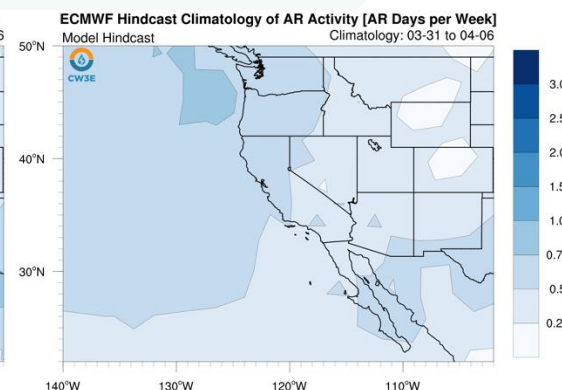 ECMWF Hindcast Climatology of AR Activity [AR Days per Week]
Model Hindcast
Climatology: 03-31 to 04-06
CW3E
50°N
40°N
30°N
140°W
130°W
120°W
110°W
3.0
2.5
2.0
1.5
1.0
0.7
0.5
0.2